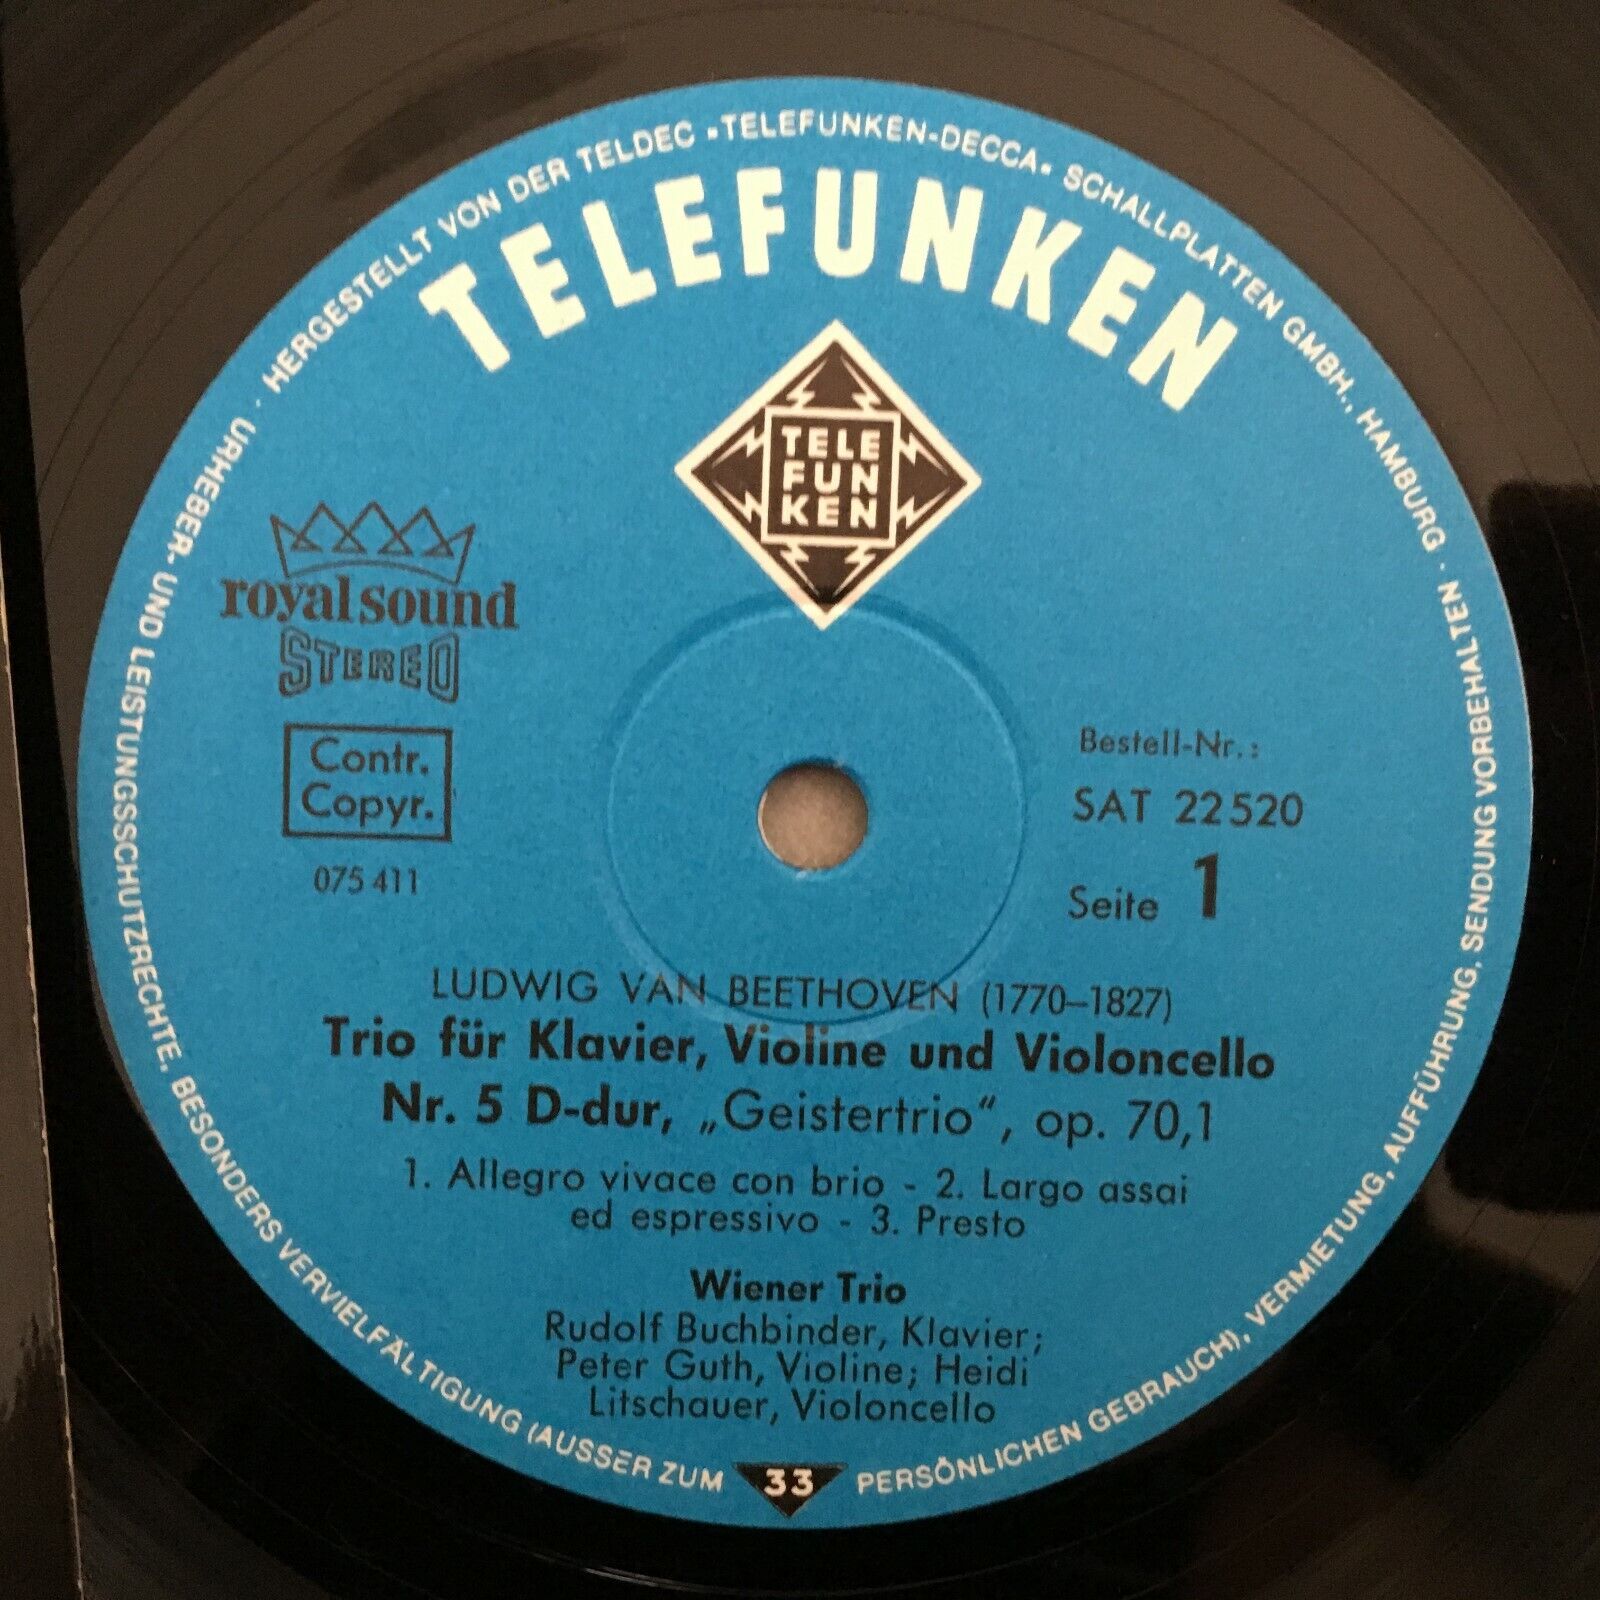 HERGESTELLT VON DER TELDEC »TELEFUNKEN-DECCA« SCHALLPLATTEN GMBH., HAMBURG ·
URHEBER- UND LEISTUNGSSCHUTZRECHTE, BESONDERS VERVIELFÄLTIGUNG (AUSSER ZUM PERSÖNLICHEN GEBRAUCH), VERMIETUNG, AUFFÜHRUNG, SENDUNG VORBEHALTEN ·
TELEFUNKEN
TELE
FUN
KEN
royal sound
STEREO
Contr.
Copyr.
075 411
Bestell-Nr.:
SAT 22 520
Seite 1
LUDWIG VAN BEETHOVEN (1770–1827)
Trio für Klavier, Violine und Violoncello
Nr. 5 D-dur, „Geistertrio“, op. 70,1
1. Allegro vivace con brio - 2. Largo assai
ed espressivo - 3. Presto
Wiener Trio
Rudolf Buchbinder, Klavier;
Peter Guth, Violine; Heidi
Litschauer, Violoncello
33